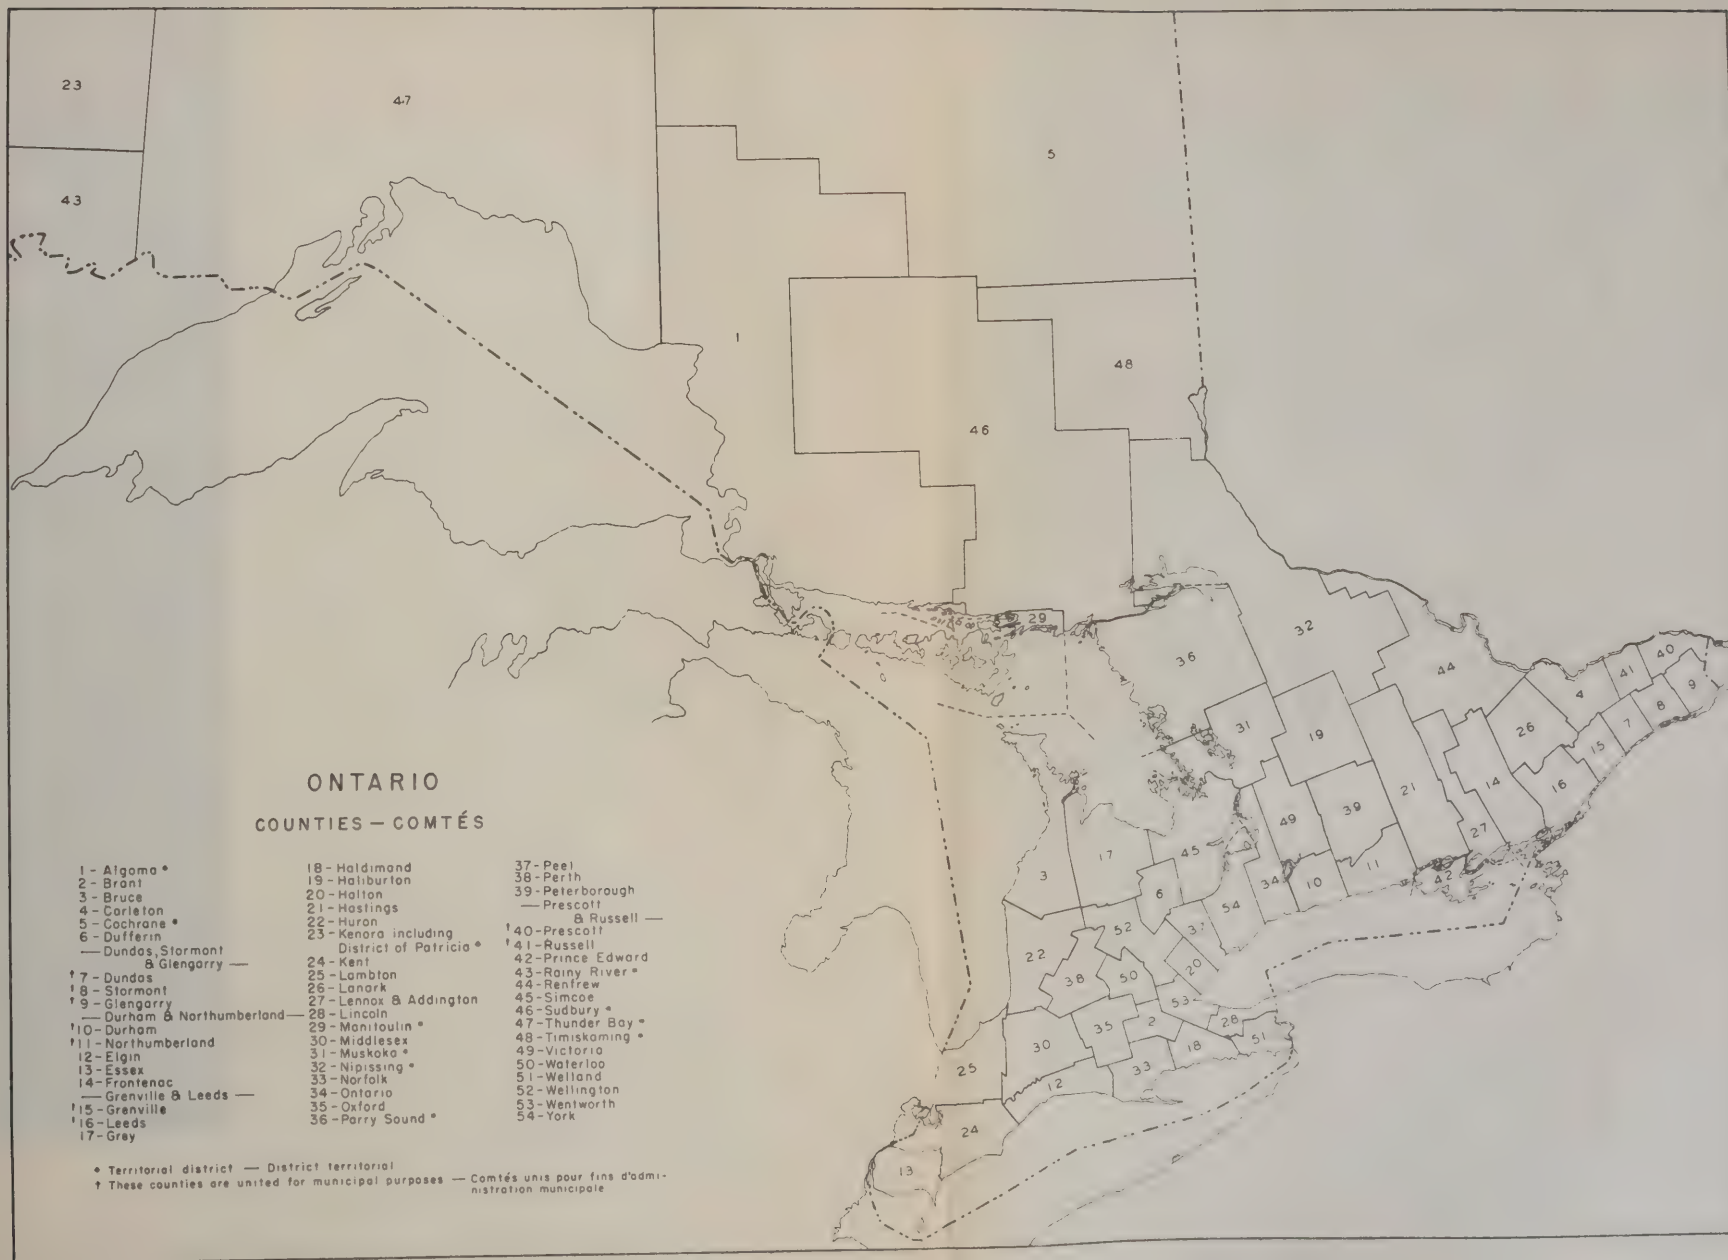 23
47
5
43
1
48
46
29
32
36
44
40
41
4
9
8
7
31
19
26
15
14
21
16
49
39
27
45
17
3
34
10
11
42
6
54
52
37
22
38
50
20
53
35
2
28
51
30
18
33
25
12
24
13
ONTARIO
COUNTIES — COMTÉS
1 - Algoma •
2 - Brant
3 - Bruce
4 - Carleton
5 - Cochrane •
6 - Dufferin
— Dundas, Stormont
& Glengarry —
† 7 - Dundas
† 8 - Stormont
† 9 - Glengarry
— Durham & Northumberland —
†10 - Durham
†11 - Northumberland
12 - Elgin
13 - Essex
14 - Frontenac
— Grenville & Leeds —
†15 - Grenville
†16 - Leeds
17 - Grey
18 - Haldimand
19 - Haliburton
20 - Halton
21 - Hastings
22 - Huron
23 - Kenora including
District of Patricia •
24 - Kent
25 - Lambton
26 - Lanark
27 - Lennox & Addington
28 - Lincoln
29 - Manitoulin •
30 - Middlesex
31 - Muskoka •
32 - Nipissing •
33 - Norfolk
34 - Ontario
35 - Oxford
36 - Parry Sound •
37 - Peel
38 - Perth
39 - Peterborough
— Prescott
& Russell —
†40 - Prescott
†41 - Russell
42 - Prince Edward
43 - Rainy River •
44 - Renfrew
45 - Simcoe
46 - Sudbury •
47 - Thunder Bay •
48 - Timiskaming •
49 - Victoria
50 - Waterloo
51 - Welland
52 - Wellington
53 - Wentworth
54 - York
• Territorial district — District territorial
† These counties are united for municipal purposes — Comtés unis pour fins d'admi-
nistration municipale